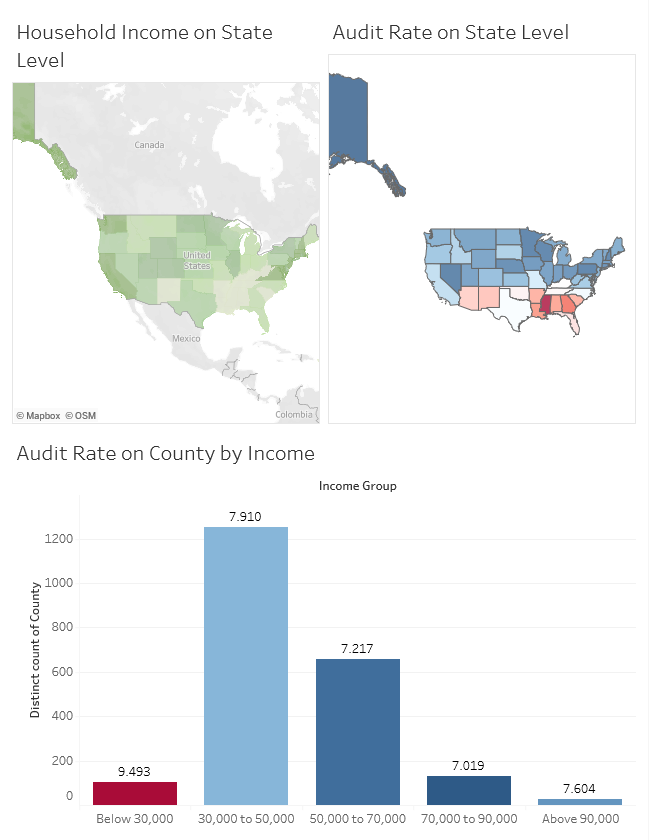 Household Income on State
Level
Audit Rate on State Level
Canada
United
States
Mexico
© Mapbox © OSM
Colombia
Audit Rate on County by Income
Income Group
Distinct count of County
1200
1000
800
600
400
200
0
9.493
7.910
7.217
7.019
7.604
Below 30,000
30,000 to 50,000
50,000 to 70,000
70,000 to 90,000
Above 90,000